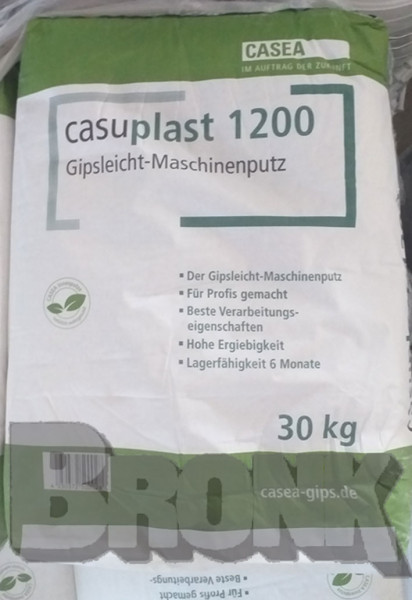 CASEA
IM AUFTRAG DER ZUKUNFT
casuplast 1200
Gipsleicht-Maschinenputz
▪ Der Gipsleicht-Maschinenputz
▪ Für Profis gemacht
▪ Beste Verarbeitungs-
eigenschaften
▪ Hohe Ergiebigkeit
▪ Lagerfähigkeit 6 Monate
30 kg
BRONK
casea-gips.de
▪ Beste Verarbeitungs-
▪ Für Profis gemacht